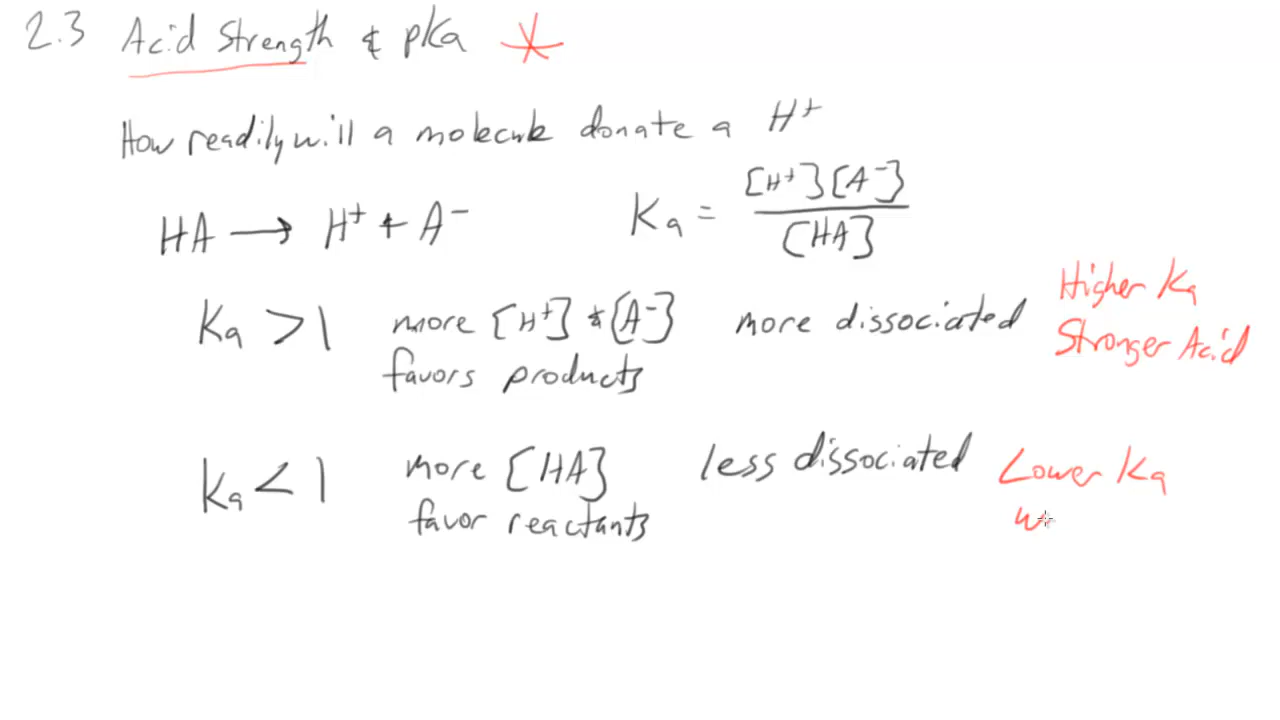 2.3 Acid Strength & pKa
How readily will a molecule donate a H⁺
HA → H⁺ + A⁻
Ka = [H⁺][A⁻] / [HA]
Ka > 1 more [H⁺] & [A⁻] more dissociated
favors products
Higher Ka
Stronger Acid
Ka < 1 more [HA] less dissociated
favor reactants
Lower Ka
w